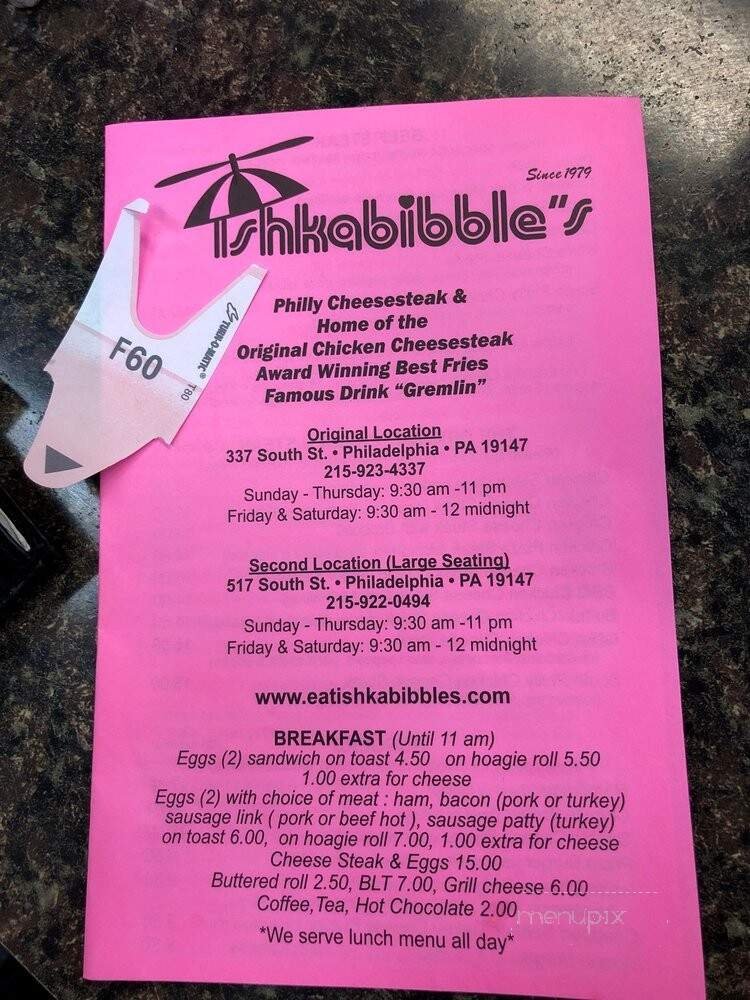 Since 1979
Ishkabibble"s
Philly Cheesesteak &
Home of the
Original Chicken Cheesesteak
Award Winning Best Fries
Famous Drink “Gremlin”
TURN-O-MATIC®
F60
T80
Original Location
337 South St. • Philadelphia • PA 19147
215-923-4337
Sunday - Thursday: 9:30 am -11 pm
Friday & Saturday: 9:30 am - 12 midnight
Second Location (Large Seating)
517 South St. • Philadelphia • PA 19147
215-922-0494
Sunday - Thursday: 9:30 am -11 pm
Friday & Saturday: 9:30 am - 12 midnight
www.eatishkabibbles.com
BREAKFAST (Until 11 am)
Eggs (2) sandwich on toast 4.50 on hoagie roll 5.50
1.00 extra for cheese
Eggs (2) with choice of meat : ham, bacon (pork or turkey)
sausage link ( pork or beef hot ), sausage patty (turkey)
on toast 6.00, on hoagie roll 7.00, 1.00 extra for cheese
Cheese Steak & Eggs 15.00
Buttered roll 2.50, BLT 7.00, Grill cheese 6.00
Coffee,Tea, Hot Chocolate 2.00
*We serve lunch menu all day*
menupix